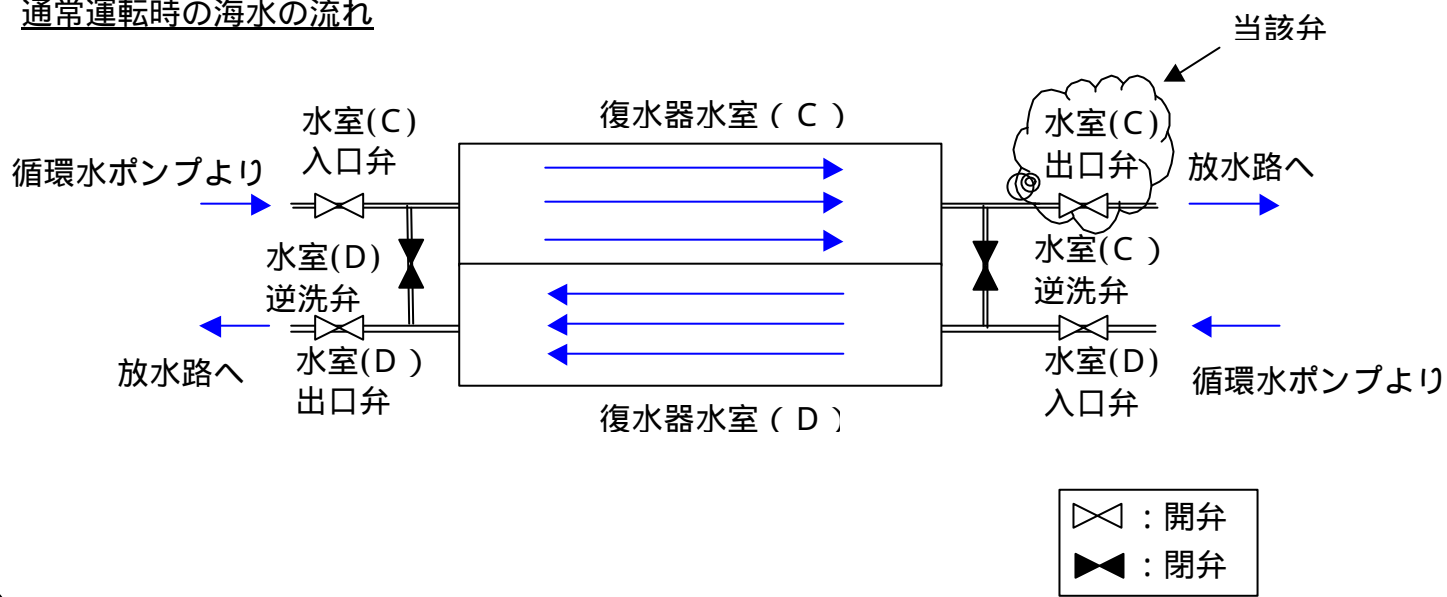 通常運転時の海水の流れ
当該弁
水室(C)
入口弁
復水器水室(C)
水室(C)
出口弁
循環水ポンプより
放水路へ
水室(D)
逆洗弁
水室(C)
逆洗弁
放水路へ
水室(D)
出口弁
復水器水室(D)
水室(D)
入口弁
循環水ポンプより
:開弁
:閉弁